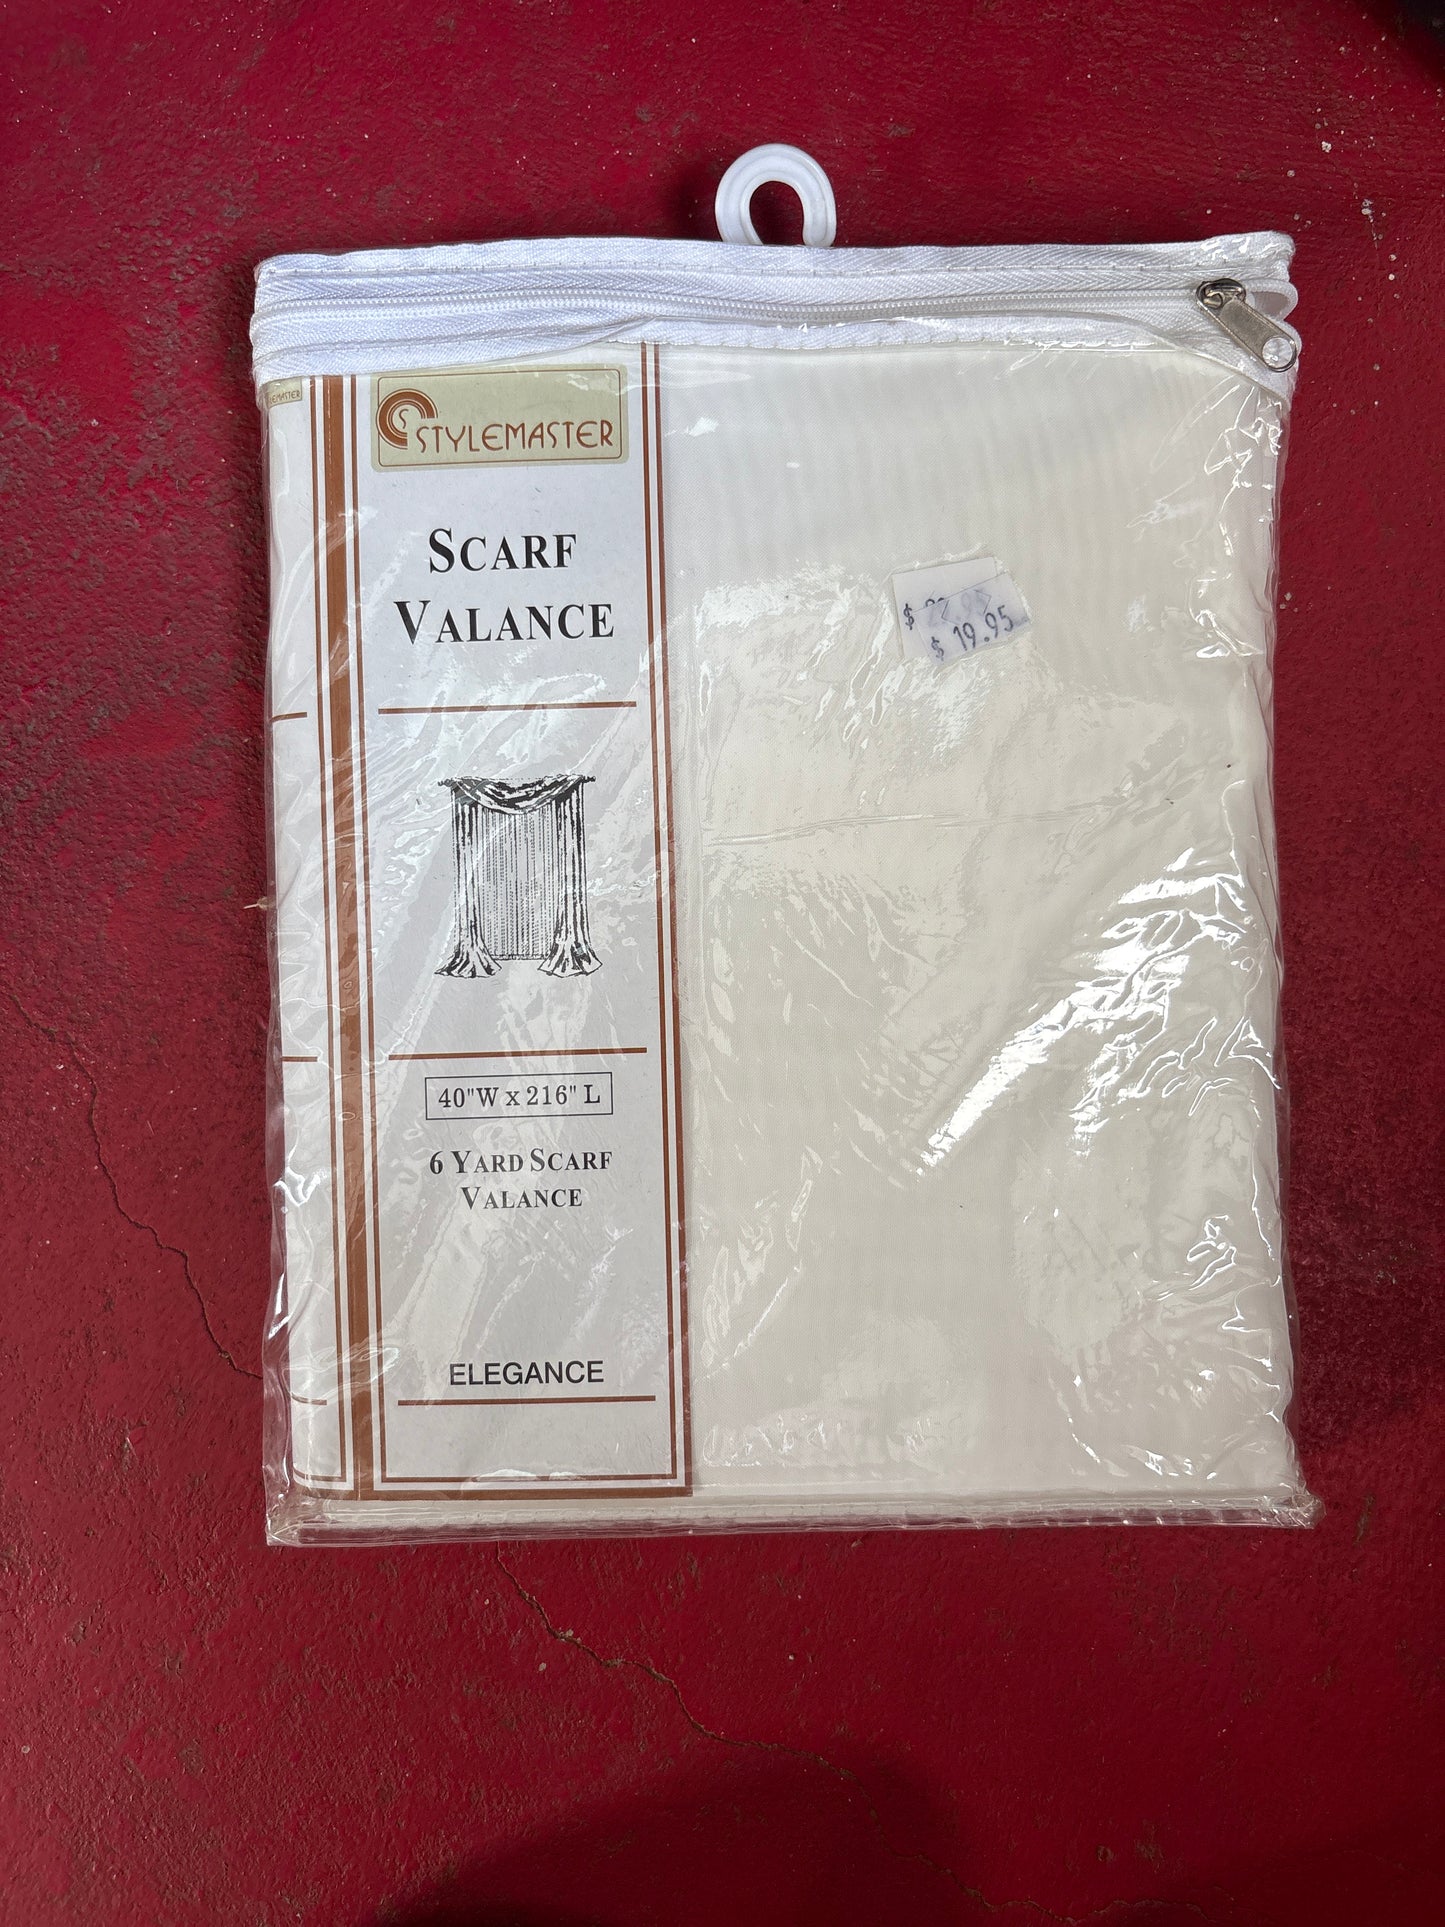 STYLEMASTER
SCARF
VALANCE
40"W x 216" L
6 YARD SCARF
VALANCE
ELEGANCE
$ 19.95